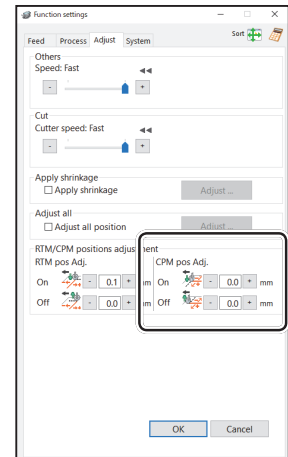 Function settings
Feed Process Adjust System Sort
Others
Speed: Fast
- +
Cut
Cutter speed: Fast
- +
Apply shrinkage
Apply shrinkage Adjust ...
Adjust all
Adjust all position Adjust ...
RTM/CPM positions adjustment
RTM pos Adj. CPM pos Adj.
On - 0.1 + mm On - 0.0 + mm
Off - 0.0 + mm Off - 0.0 + mm
OK Cancel